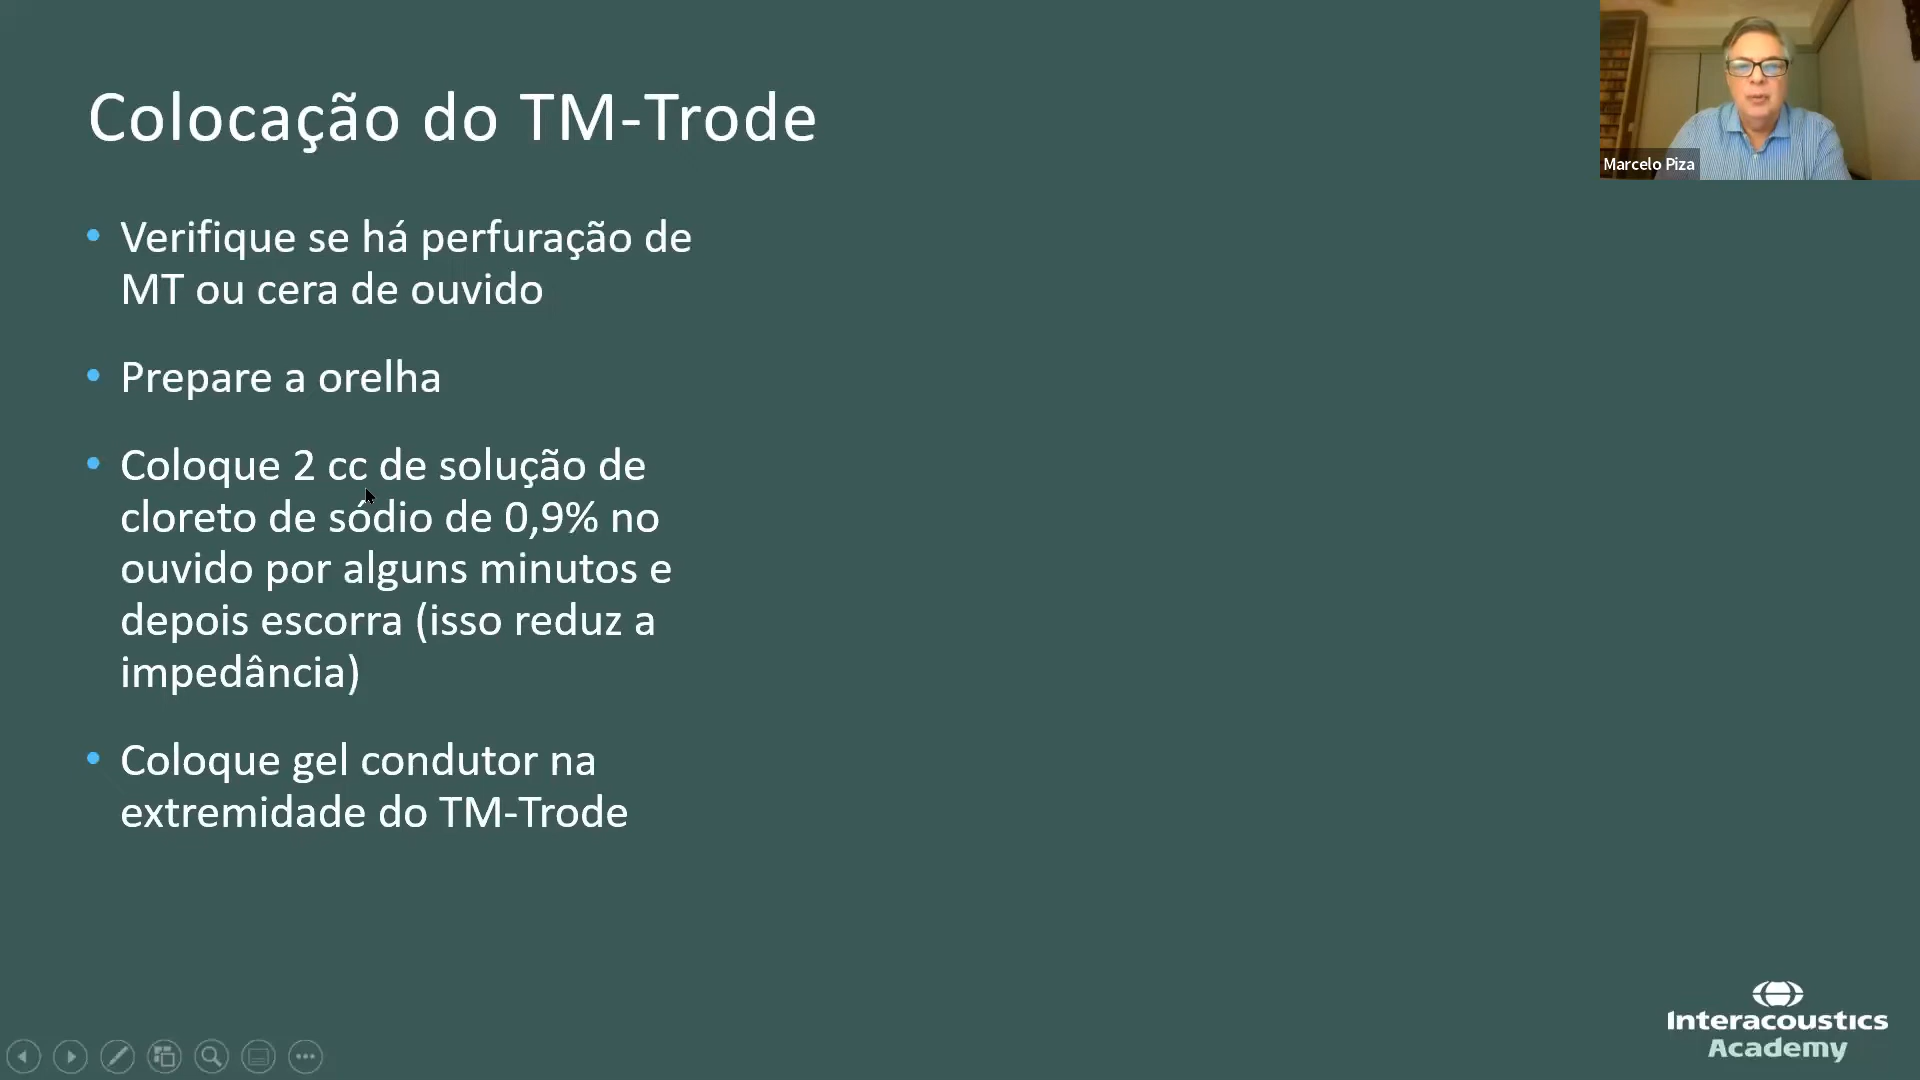 Colocação do TM-Trode
Marcelo Piza
• Verifique se há perfuração de
MT ou cera de ouvido
• Prepare a orelha
• Coloque 2 cc de solução de
cloreto de sódio de 0,9% no
ouvido por alguns minutos e
depois escorra (isso reduz a
impedância)
• Coloque gel condutor na
extremidade do TM-Trode
Interacoustics
Academy